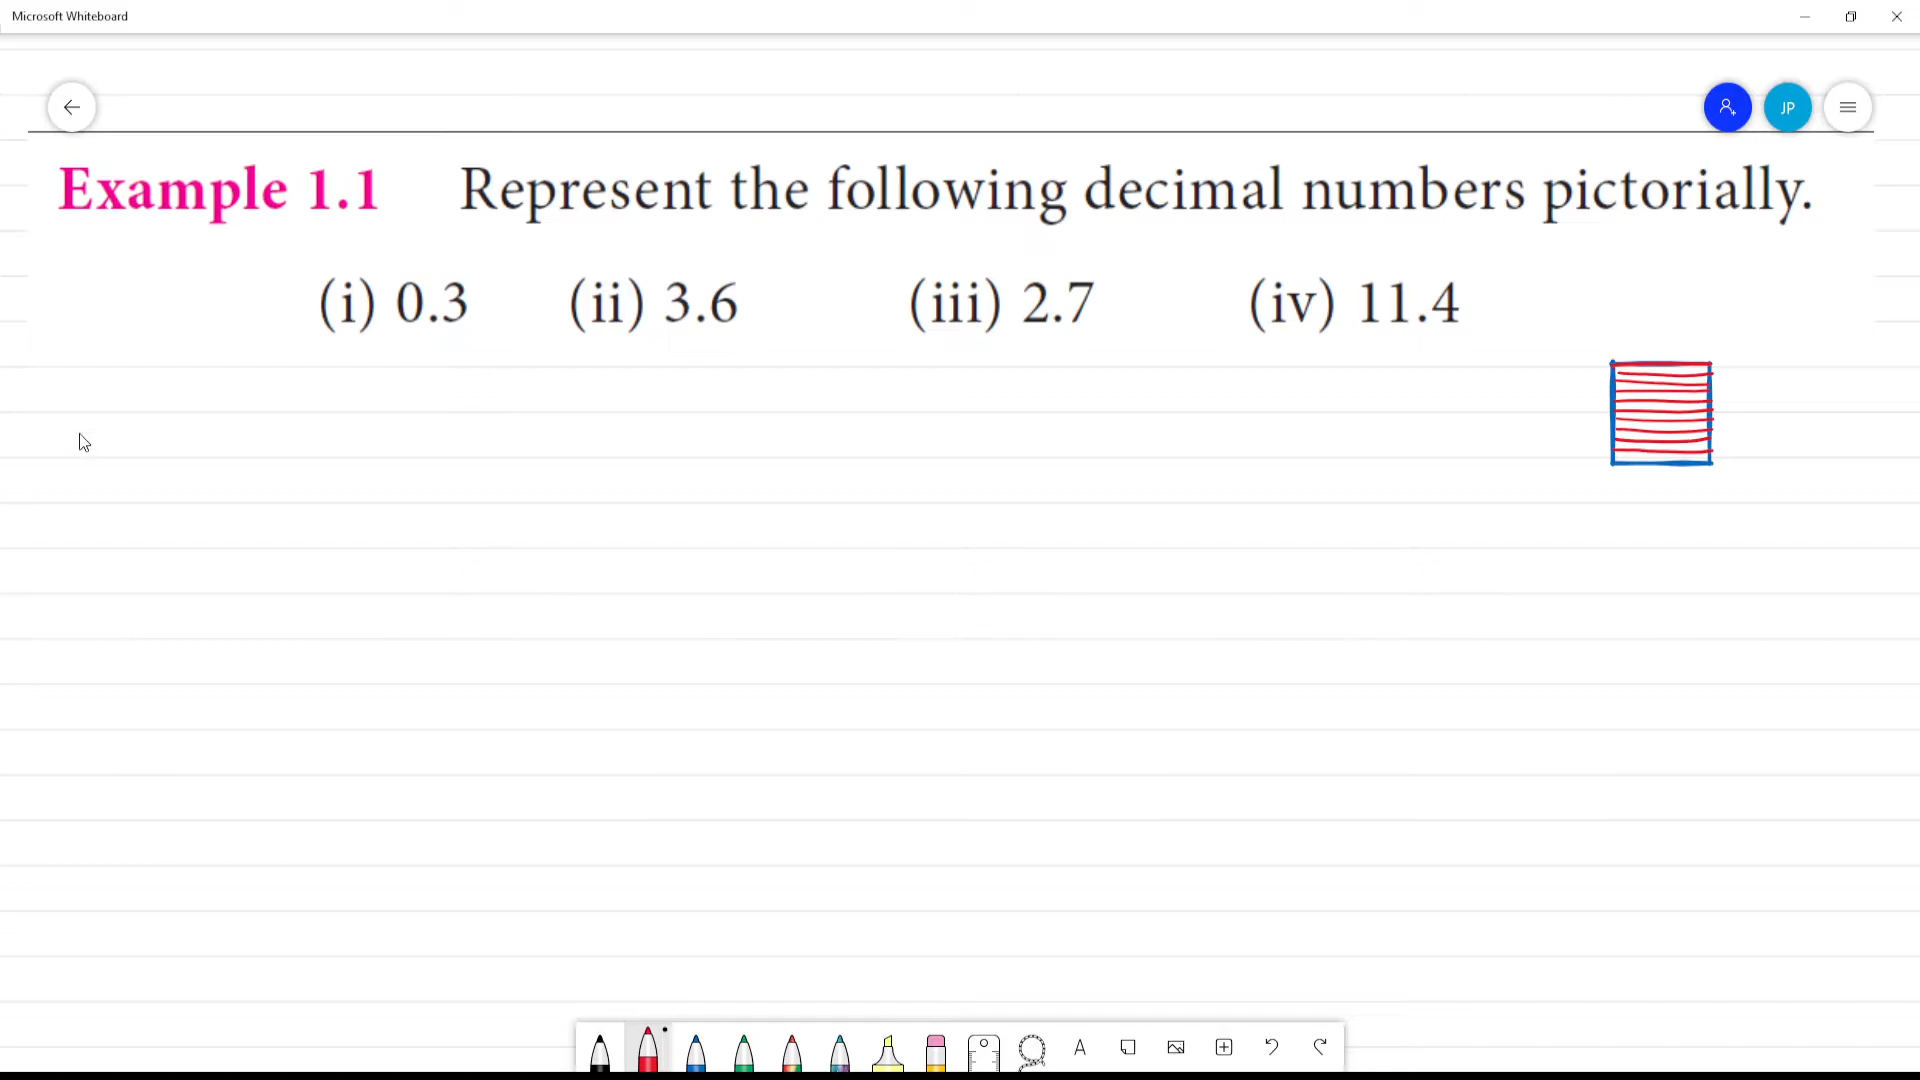 Microsoft Whiteboard
JP
Example 1.1 Represent the following decimal numbers pictorially.
(i) 0.3 (ii) 3.6 (iii) 2.7 (iv) 11.4
A